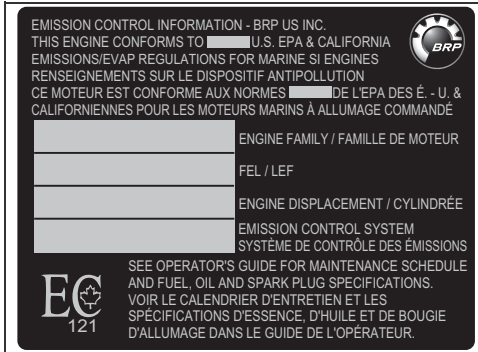 EMISSION CONTROL INFORMATION - BRP US INC.
THIS ENGINE CONFORMS TO U.S. EPA & CALIFORNIA
EMISSIONS/EVAP REGULATIONS FOR MARINE SI ENGINES
RENSEIGNEMENTS SUR LE DISPOSITIF ANTIPOLLUTION
CE MOTEUR EST CONFORME AUX NORMES DE L'EPA DES É. - U. &
CALIFORNIENNES POUR LES MOTEURS MARINS À ALLUMAGE COMMANDÉ
BRP
ENGINE FAMILY / FAMILLE DE MOTEUR
FEL / LEF
ENGINE DISPLACEMENT / CYLINDRÉE
EMISSION CONTROL SYSTEM
SYSTÈME DE CONTRÔLE DES ÉMISSIONS
SEE OPERATOR'S GUIDE FOR MAINTENANCE SCHEDULE
AND FUEL, OIL AND SPARK PLUG SPECIFICATIONS.
VOIR LE CALENDRIER D'ENTRETIEN ET LES
SPÉCIFICATIONS D'ESSENCE, D'HUILE ET DE BOUGIE
D'ALLUMAGE DANS LE GUIDE DE L'OPÉRATEUR.
EC
121